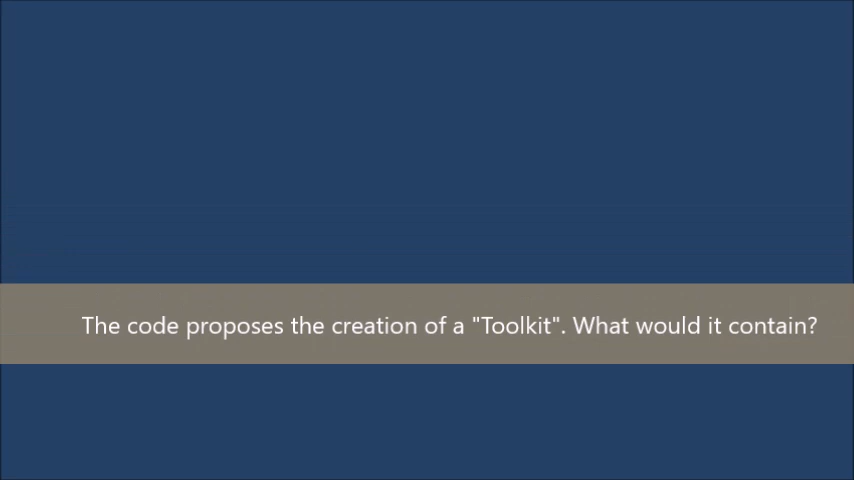 The code proposes the creation of a "Toolkit". What would it contain?